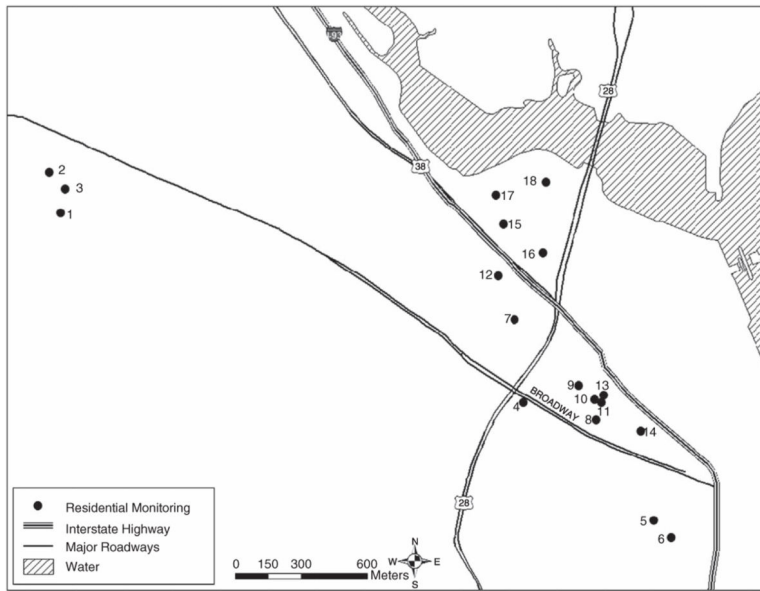 93
28
38
2
3
1
18
17
15
16
12
7
9
13
10
11
BROADWAY
4
8
14
28
5
6
Residential Monitoring
Interstate Highway
Major Roadways
Water
N
W E
S
0 150 300 600
Meters